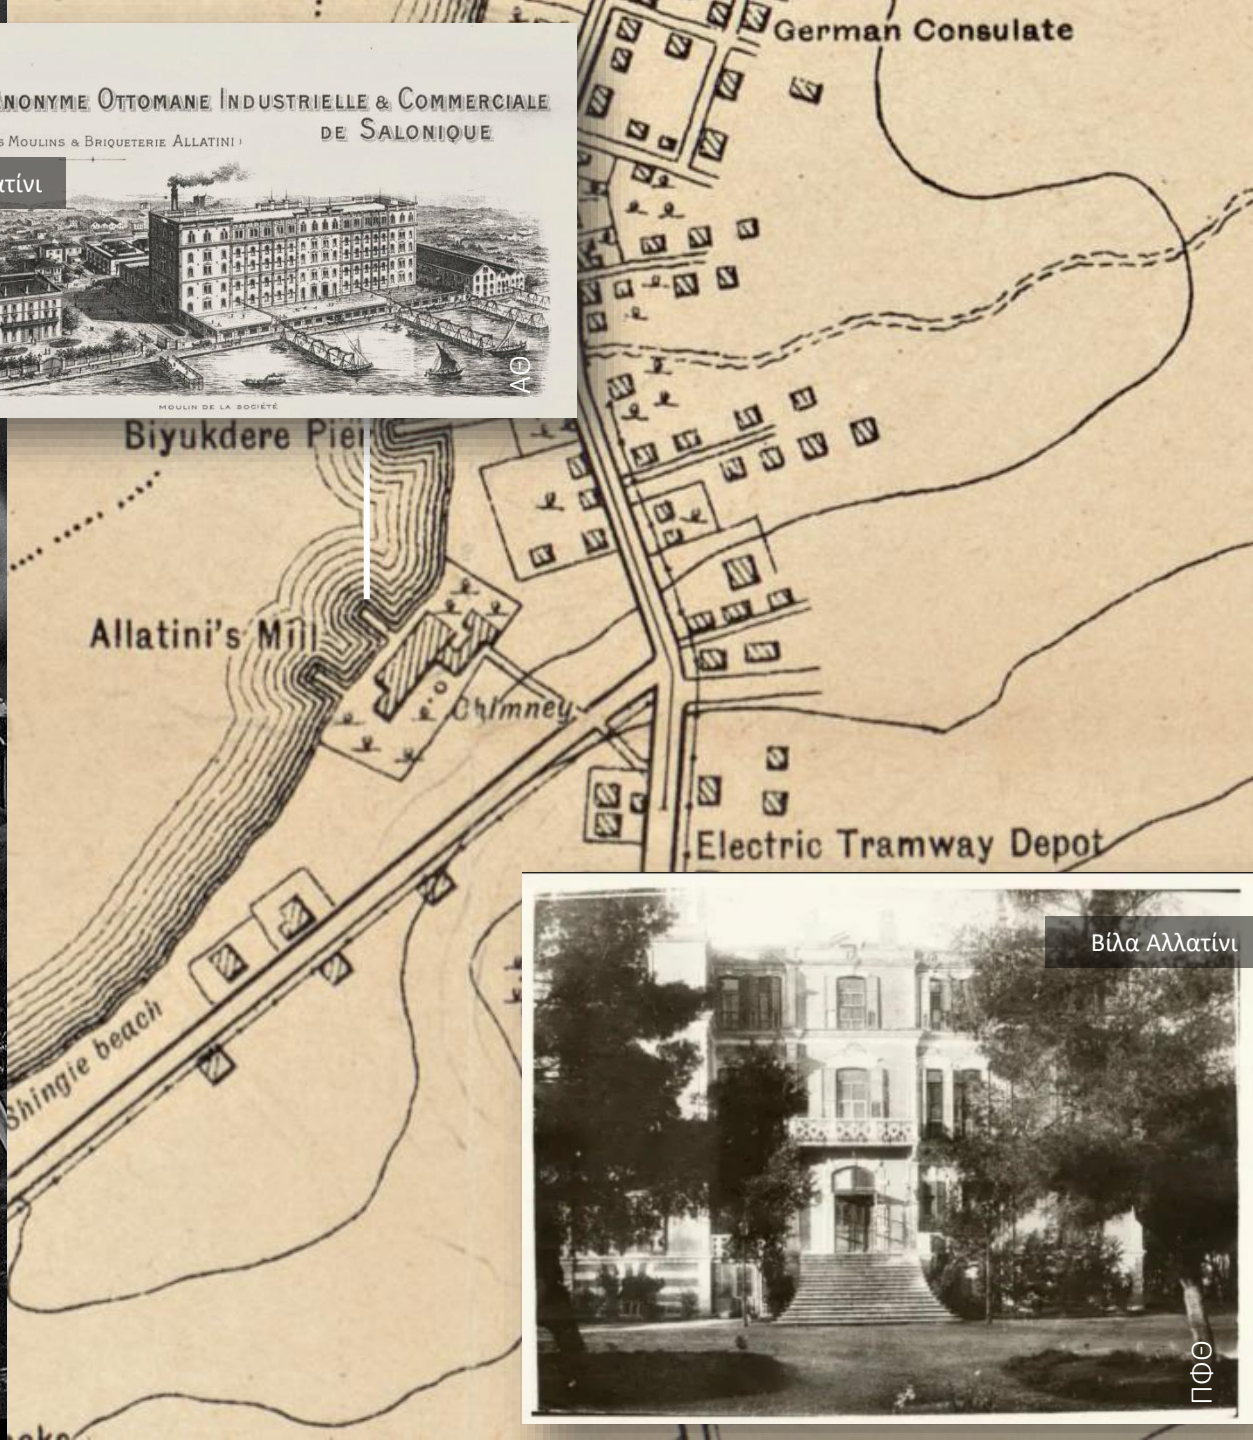 German Consulate
NONYME OTTOMANE INDUSTRIELLE & COMMERCIALE
DE SALONIQUE
MOULINS & BRIQUETERIE ALLATINI)
ΑΘ
MOULIN DE LA SOCIÉTÉ
Biyukdere Pier
Allatini's Mill
Chimney
Electric Tramway Depot
Βίλα Αλλατίνι
Shingle beach
ΠΦΘ